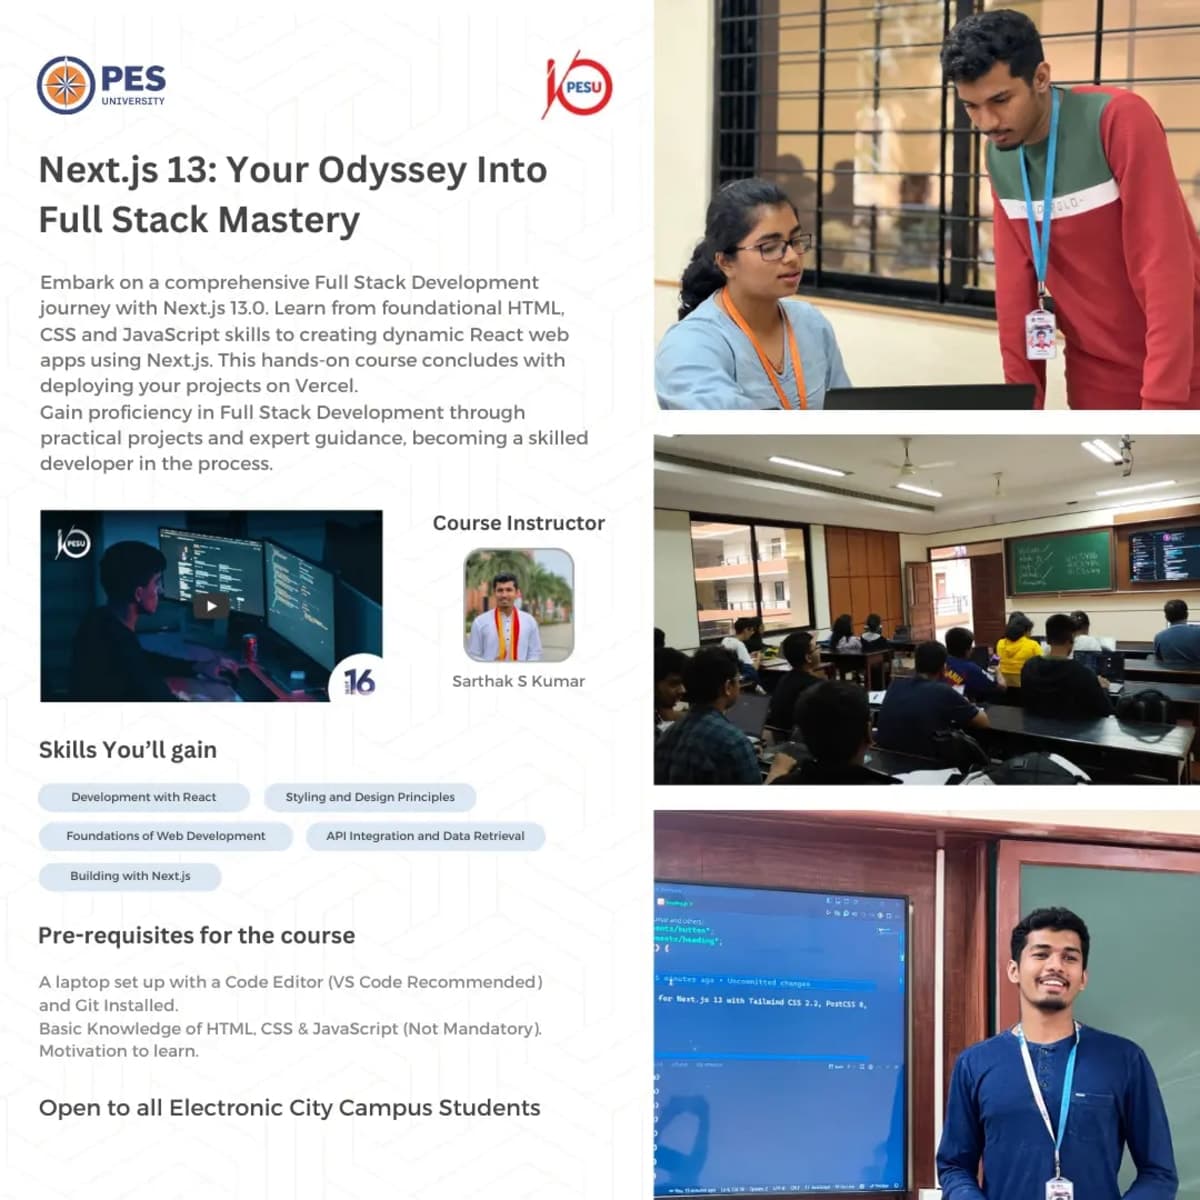 PES
UNIVERSITY
PESU
Next.js 13: Your Odyssey Into
Full Stack Mastery
Embark on a comprehensive Full Stack Development
journey with Next.js 13.0. Learn from foundational HTML,
CSS and JavaScript skills to creating dynamic React web
apps using Next.js. This hands-on course concludes with
deploying your projects on Vercel.
Gain proficiency in Full Stack Development through
practical projects and expert guidance, becoming a skilled
developer in the process.
PESU
16
Course Instructor
Sarthak S Kumar
Skills You’ll gain
Development with React
Styling and Design Principles
Foundations of Web Development
API Integration and Data Retrieval
Building with Next.js
Pre-requisites for the course
A laptop set up with a Code Editor (VS Code Recommended)
and Git Installed.
Basic Knowledge of HTML, CSS & JavaScript (Not Mandatory).
Motivation to learn.
Open to all Electronic City Campus Students
minutes ago • Uncommitted changes
for Next.js 13 with Tailwind CSS 2.2, PostCSS 8,